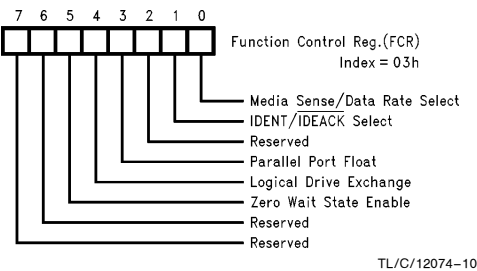 7 6 5 4 3 2 1 0
Function Control Reg.(FCR)
Index = 03h
Media Sense/Data Rate Select
IDENT/IDEACK Select
Reserved
Parallel Port Float
Logical Drive Exchange
Zero Wait State Enable
Reserved
Reserved
TL/C/12074–10